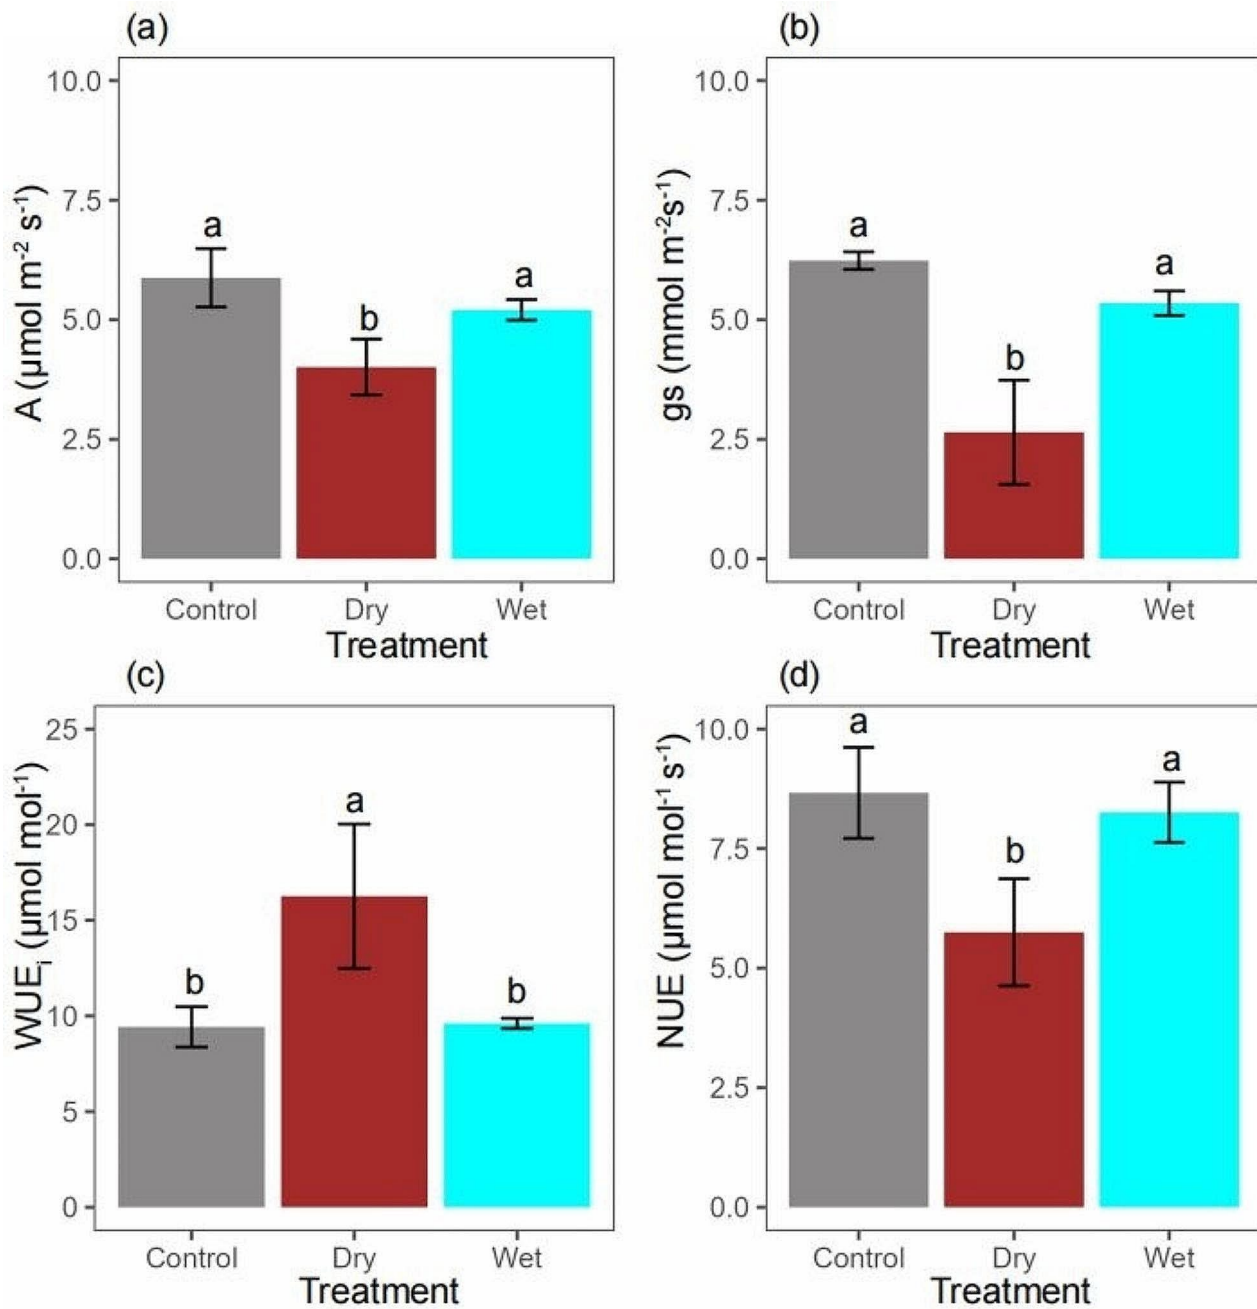 (a)
10.0
7.5
5.0
2.5
0.0
A (µmol m-2 s-1)
a
b
a
Control
Dry
Wet
Treatment
(b)
10.0
7.5
5.0
2.5
0.0
gs (mmol m-2s-1)
a
b
a
Control
Dry
Wet
Treatment
(c)
25
20
15
10
5
0
WUEi (µmol mol-1)
b
a
b
Control
Dry
Wet
Treatment
(d)
10.0
7.5
5.0
2.5
0.0
NUE (µmol mol-1 s-1)
a
b
a
Control
Dry
Wet
Treatment